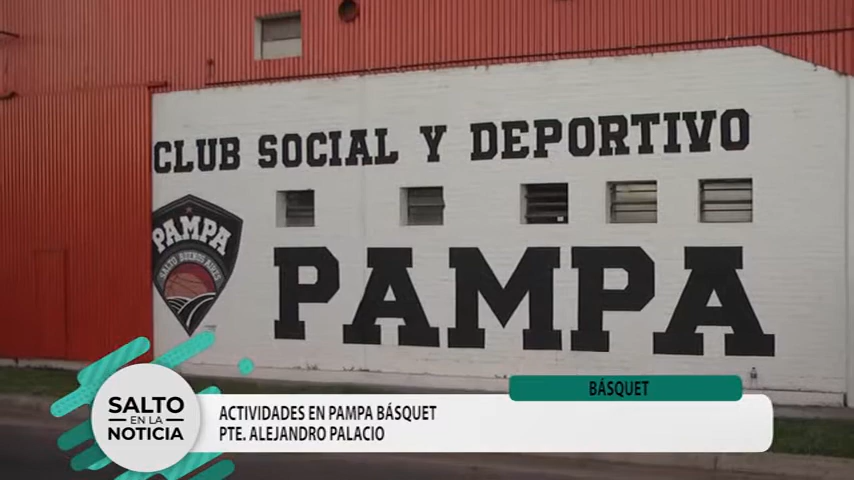 CLUB SOCIAL Y DEPORTIVO
PAMPA
SALTO BUENOS AIRES
PAMPA
BÁSQUET
SALTO
EN LA
NOTICIA
ACTIVIDADES EN PAMPA BÁSQUET
PTE. ALEJANDRO PALACIO